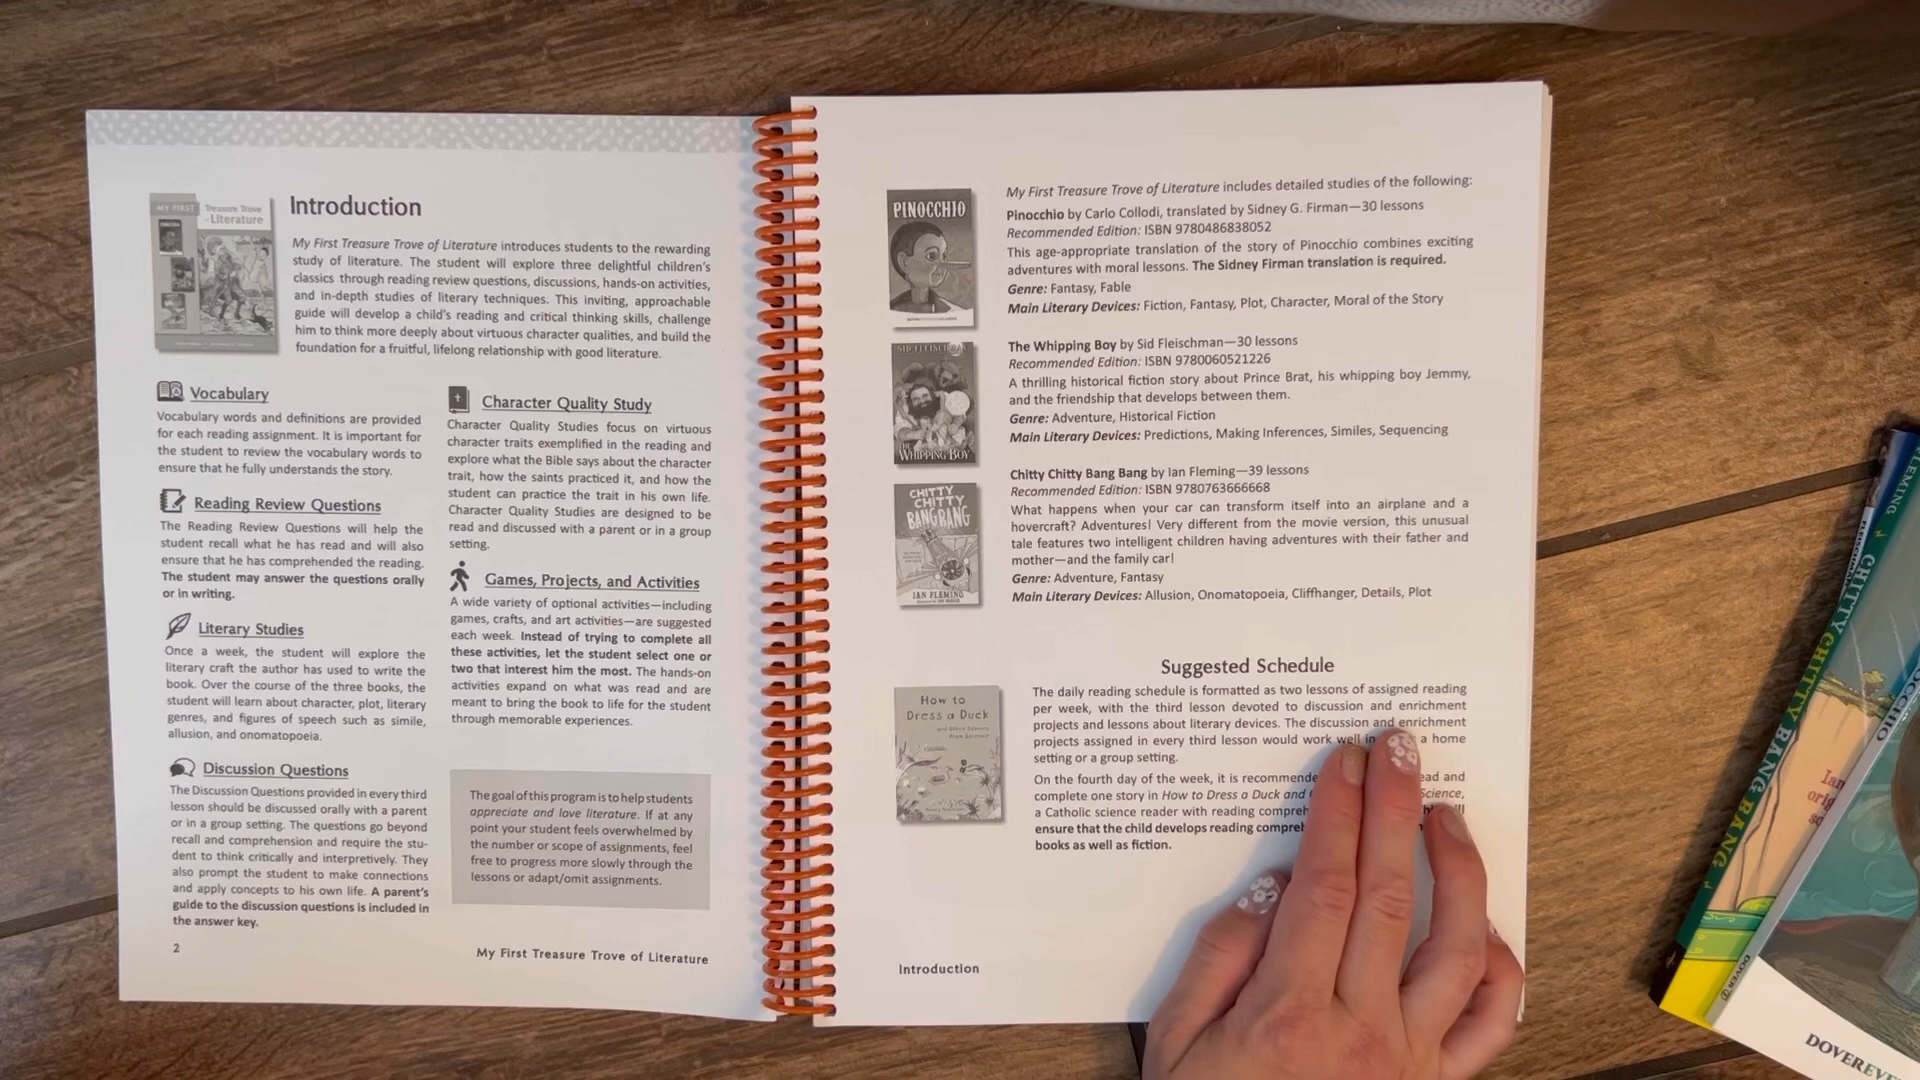 MY FIRST
Treasure Trove
of Literature
Introduction
My First Treasure Trove of Literature introduces students to the rewarding
study of literature. The student will explore three delightful children's
classics through reading review questions, discussions, hands-on activities,
and in-depth studies of literary techniques. This inviting, approachable
guide will develop a child's reading and critical thinking skills, challenge
him to think more deeply about virtuous character qualities, and build the
foundation for a fruitful, lifelong relationship with good literature.
Vocabulary
Vocabulary words and definitions are provided
for each reading assignment. It is important for
the student to review the vocabulary words to
ensure that he fully understands the story.
Reading Review Questions
The Reading Review Questions will help the
student recall what he has read and will also
ensure that he has comprehended the reading.
The student may answer the questions orally
or in writing.
Literary Studies
Once a week, the student will explore the
literary craft the author has used to write the
book. Over the course of the three books, the
student will learn about character, plot, literary
genres, and figures of speech such as simile,
allusion, and onomatopoeia.
Discussion Questions
The Discussion Questions provided in every third
lesson should be discussed orally with a parent
or in a group setting. The questions go beyond
recall and comprehension and require the stu-
dent to think critically and interpretively. They
also prompt the student to make connections
and apply concepts to his own life. A parent's
guide to the discussion questions is included in
the answer key.
Character Quality Study
Character Quality Studies focus on virtuous
character traits exemplified in the reading and
explore what the Bible says about the character
trait, how the saints practiced it, and how the
student can practice the trait in his own life.
Character Quality Studies are designed to be
read and discussed with a parent or in a group
setting.
Games, Projects, and Activities
A wide variety of optional activities—including
games, crafts, and art activities—are suggested
each week. Instead of trying to complete all
these activities, let the student select one or
two that interest him the most. The hands-on
activities expand on what was read and are
meant to bring the book to life for the student
through memorable experiences.
The goal of this program is to help students
appreciate and love literature. If at any
point your student feels overwhelmed by
the number or scope of assignments, feel
free to progress more slowly through the
lessons or adapt/omit assignments.
2
My First Treasure Trove of Literature
My First Treasure Trove of Literature includes detailed studies of the following:
PINOCCHIO
Pinocchio by Carlo Collodi, translated by Sidney G. Firman—30 lessons
Recommended Edition: ISBN 9780486838052
This age-appropriate translation of the story of Pinocchio combines exciting
adventures with moral lessons. The Sidney Firman translation is required.
Genre: Fantasy, Fable
Main Literary Devices: Fiction, Fantasy, Plot, Character, Moral of the Story
SID FLEISCHMAN
THE
WHIPPING BOY
The Whipping Boy by Sid Fleischman—30 lessons
Recommended Edition: ISBN 9780060521226
A thrilling historical fiction story about Prince Brat, his whipping boy Jemmy,
and the friendship that develops between them.
Genre: Adventure, Historical Fiction
Main Literary Devices: Predictions, Making Inferences, Similes, Sequencing
CHITTY
CHITTY
BANG BANG
IAN FLEMING
Chitty Chitty Bang Bang by Ian Fleming—39 lessons
Recommended Edition: ISBN 9780763666668
What happens when your car can transform itself into an airplane and a
hovercraft? Adventures! Very different from the movie version, this unusual
tale features two intelligent children having adventures with their father and
mother—and the family car!
Genre: Adventure, Fantasy
Main Literary Devices: Allusion, Onomatopoeia, Cliffhanger, Details, Plot
Suggested Schedule
How to
Dress a Duck
and Other Stories
From Science
The daily reading schedule is formatted as two lessons of assigned reading
per week, with the third lesson devoted to discussion and enrichment
projects and lessons about literary devices. The discussion and enrichment
projects assigned in every third lesson would work well in a home
setting or a group setting.
On the fourth day of the week, it is recommende ead and
complete one story in How to Dress a Duck and Science,
a Catholic science reader with reading compreh
ensure that the child develops reading compreh
books as well as fiction.
Introduction
FLEMING
CHITTY CHITTY BANG BANG
OCCHIO
DOVER
Ian
orig
DOVER EVE